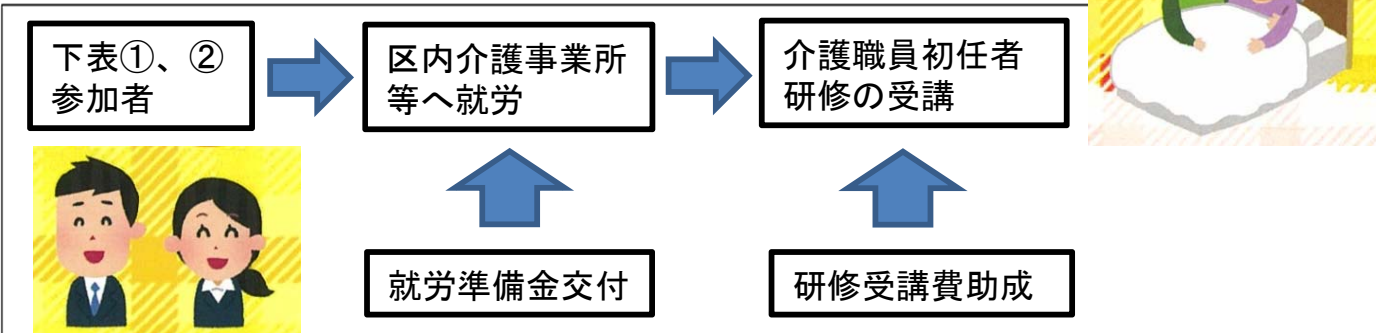 下表①、②
参加者
区内介護事業所
等へ就労
介護職員初任者
研修の受講
就労準備金交付
研修受講費助成